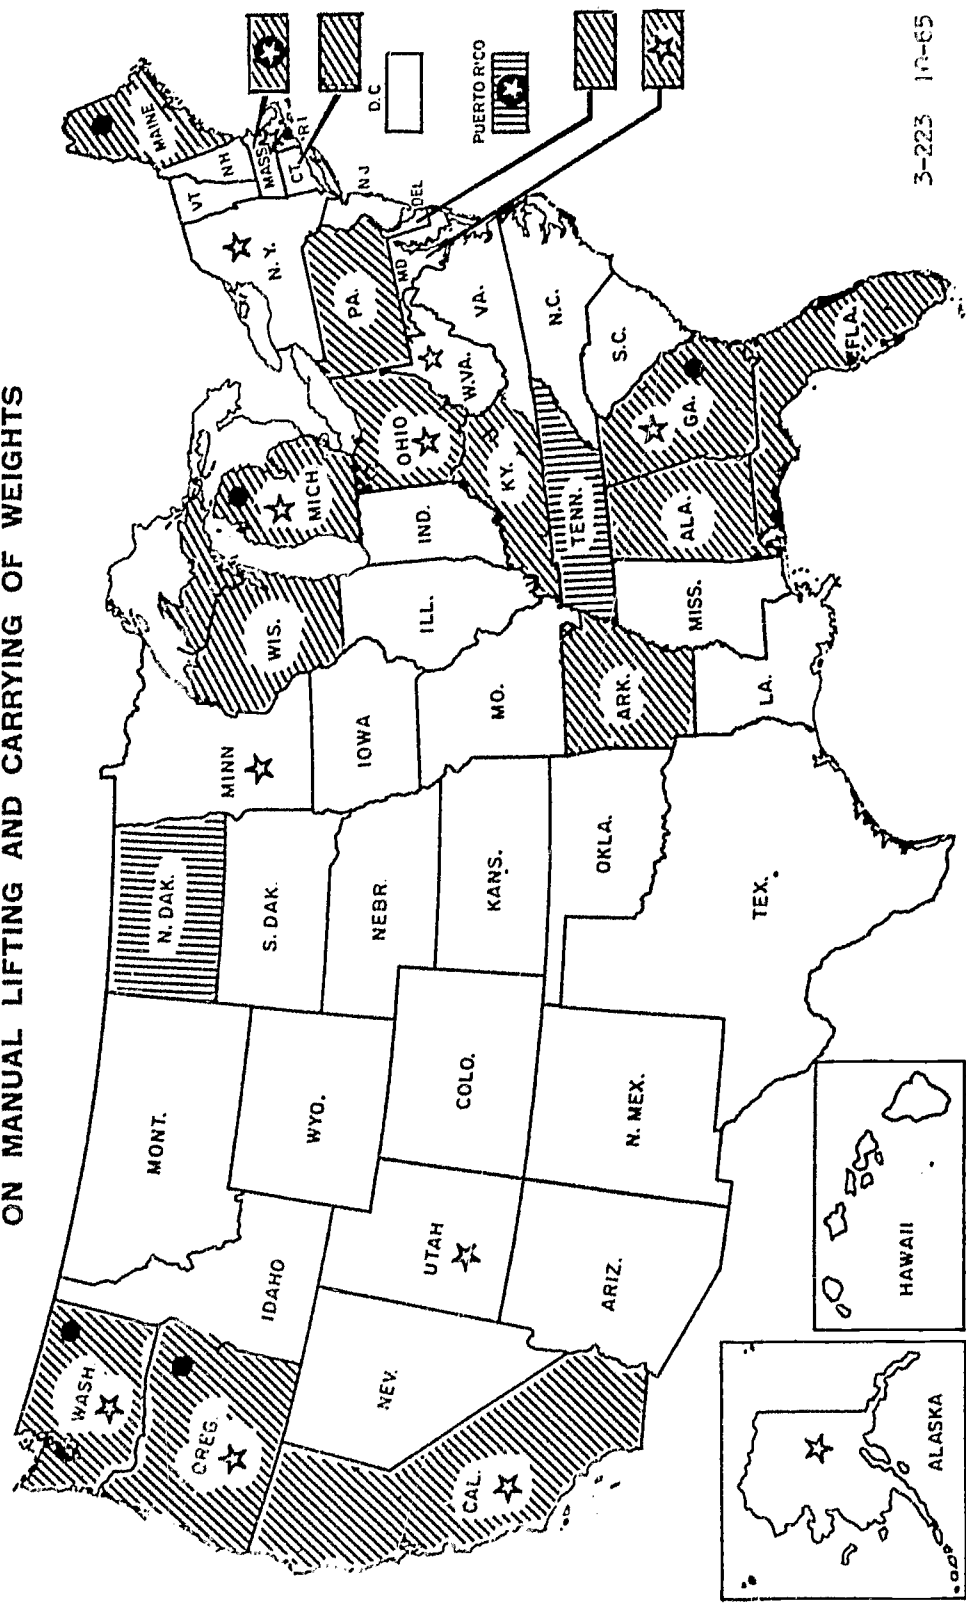 ON MANUAL LIFTING AND CARRYING OF WEIGHTS
WASH.
OREG.
CAL.
NEV.
IDAHO
MONT.
WYO.
UTAH
COLO.
ARIZ.
N. MEX.
N. DAK.
S. DAK.
NEBR.
KANS.
OKLA.
TEX.
MINN
IOWA
MO.
ARK.
LA.
WIS.
ILL.
MICH.
IND.
OHIO
KY.
TENN.
MISS.
ALA.
GA.
FLA.
S.C.
N.C.
VA.
W.VA.
MD
DEL
PA.
NJ
N.Y.
VT
NH
MAINE
MASS
CT
RI
D.C
PUERTO RICO
ALASKA
HAWAII
3-223 10-65